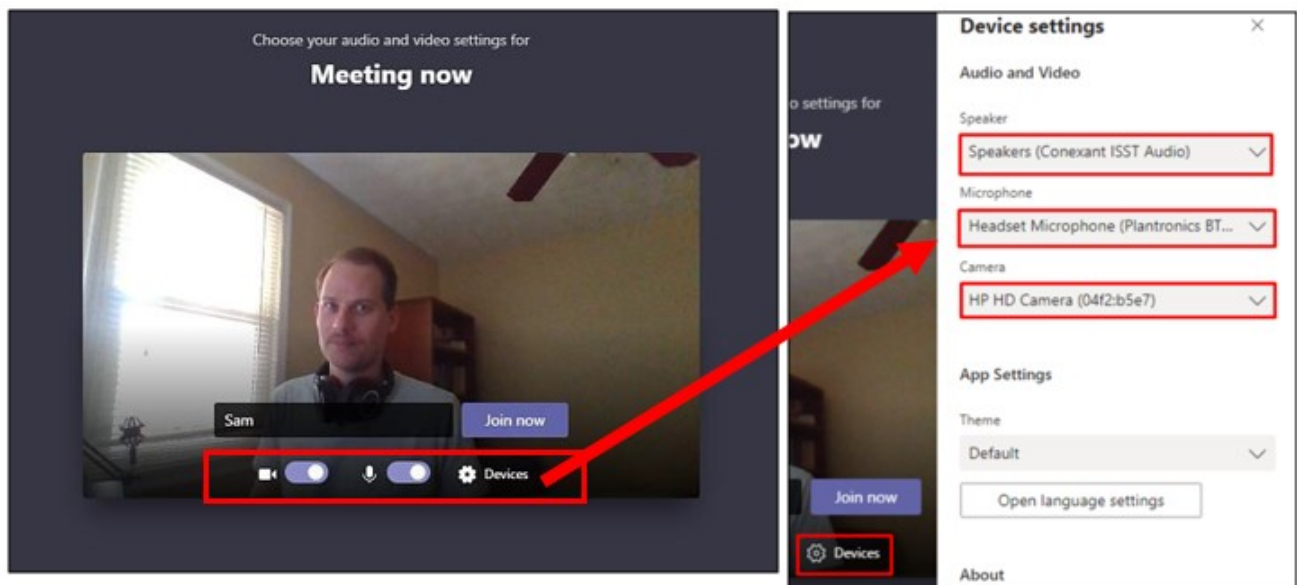 Choose your audio and video settings for
Meeting now
Sam
Join now
Devices
o settings for
ow
Join now
Devices
Device settings
Audio and Video
Speaker
Speakers (Conexant ISST Audio)
Microphone
Headset Microphone (Plantronics BT...
Camera
HP HD Camera (04f2:b5e7)
App Settings
Theme
Default
Open language settings
About